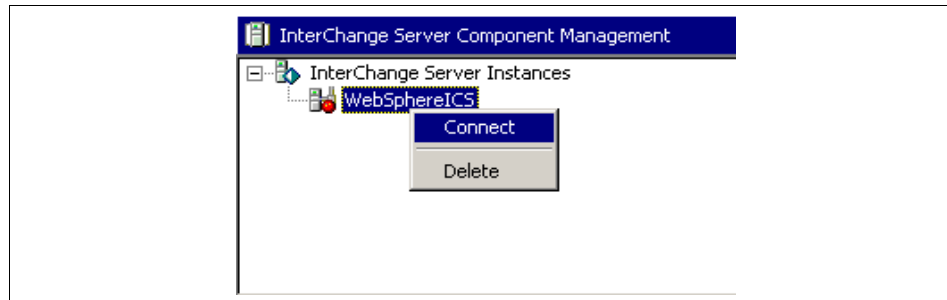 InterChange Server Component Management
InterChange Server Instances
WebSphereICS
Connect
Delete